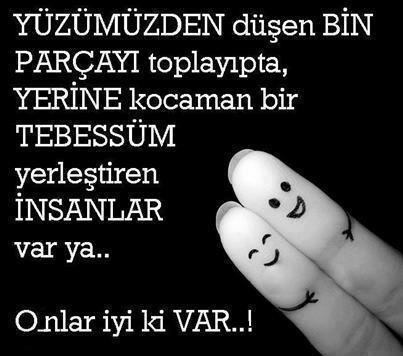 YÜZÜMÜZDEN düşen BİN
PARÇAYI toplayıpta,
YERİNE kocaman bir
TEBESSÜM
yerleştiren
İNSANLAR
var ya..
Onlar iyi ki VAR..!